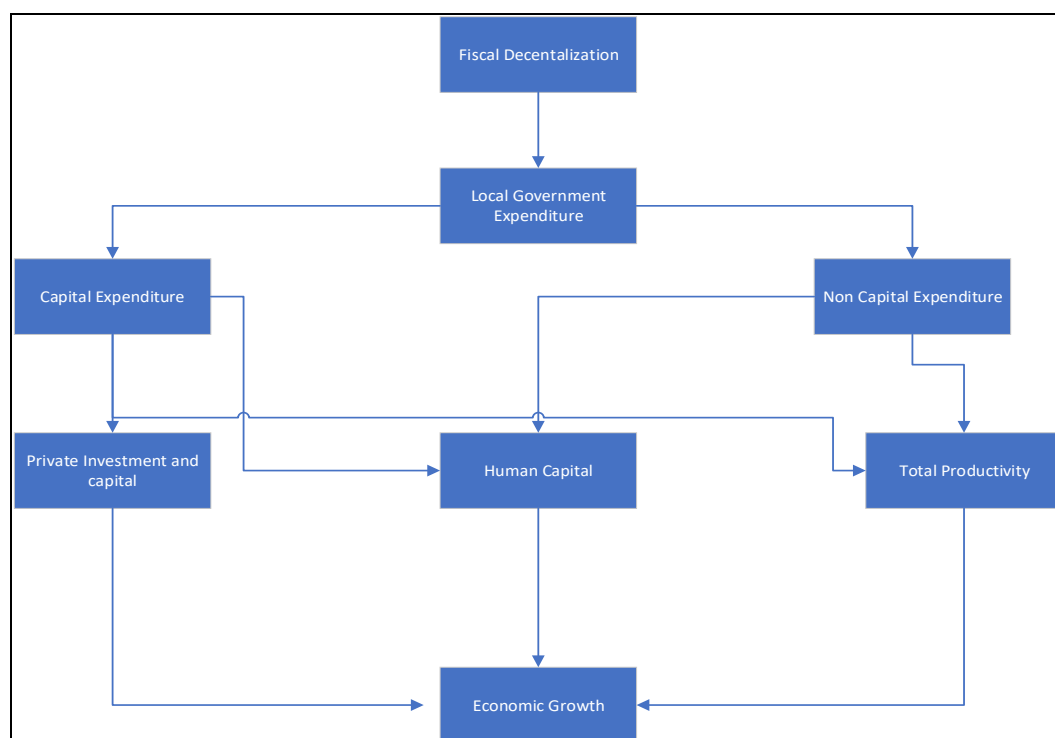 Fiscal Decentalization
Local Government
Expenditure
Capital Expenditure
Non Capital Expenditure
Private Investment and
capital
Human Capital
Total Productivity
Economic Growth